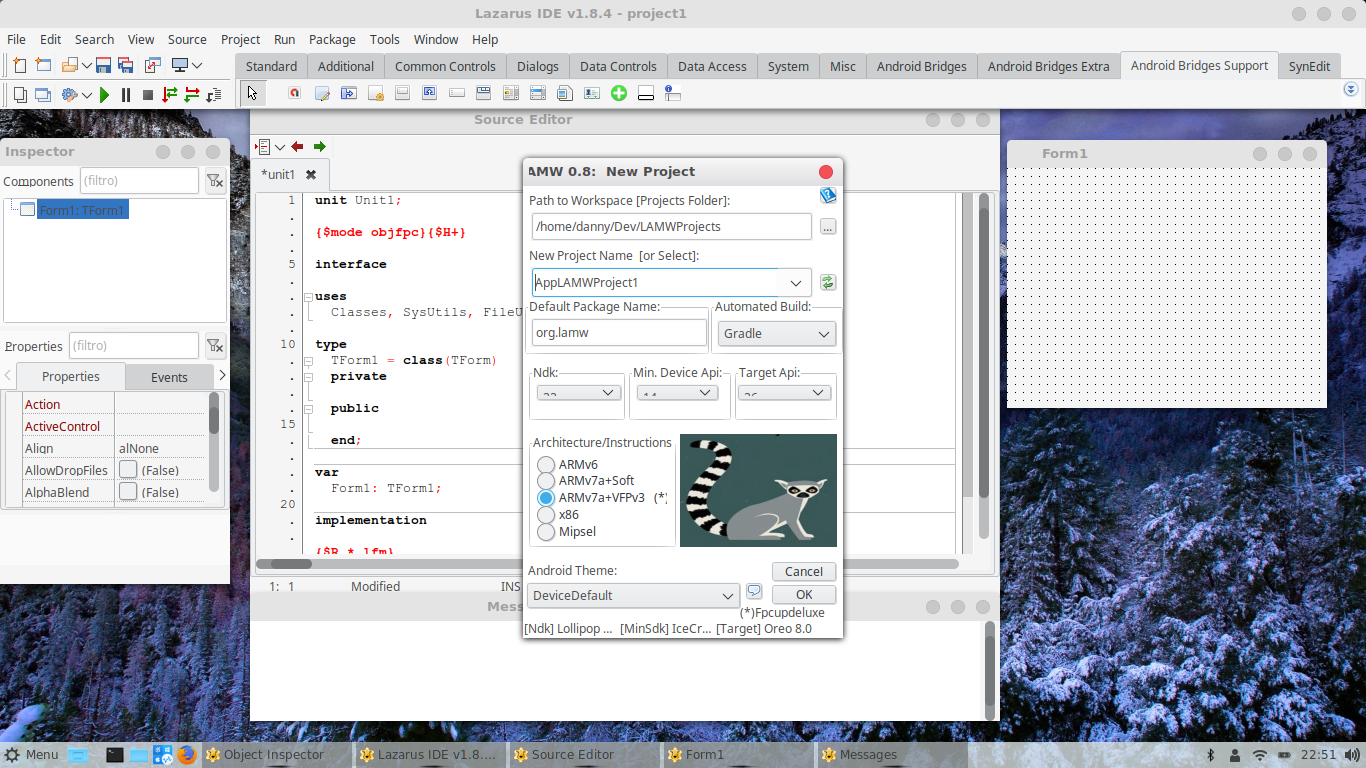 Lazarus IDE v1.8.4 - project1
File Edit Search View Source Project Run Package Tools Window Help
Standard Additional Common Controls Dialogs Data Controls Data Access System Misc Android Bridges Android Bridges Extra Android Bridges Support SynEdit
Source Editor
*unit1
1 unit Unit1;
{$mode objfpc}{$H+}
5 interface
uses
Classes, SysUtils, FileU
10 type
TForm1 = class(TForm)
private
public
15
end;
var
Form1: TForm1;
20
implementation
{$R *.lfm}
1: 1 Modified INS
Inspector
Components (filtro)
Form1: TForm1
Properties (filtro)
Properties Events
Action
ActiveControl
Align alNone
AllowDropFiles (False)
AlphaBlend (False)
AMW 0.8: New Project
Path to Workspace [Projects Folder]:
/home/danny/Dev/LAMWProjects
...
New Project Name [or Select]:
AppLAMWProject1
Default Package Name: Automated Build:
org.lamw Gradle
Ndk: Min. Device Api: Target Api:
Architecture/Instructions
ARMv6
ARMv7a+Soft
ARMv7a+VFPv3 (*)
x86
Mipsel
Android Theme:
Cancel
DeviceDefault
OK
(*)Fpcupdeluxe
[Ndk] Lollipop ... [MinSdk] IceCr... [Target] Oreo 8.0
Form1
Mess
Menu Object Inspector Lazarus IDE v1.8.... Source Editor Form1 Messages 22:51